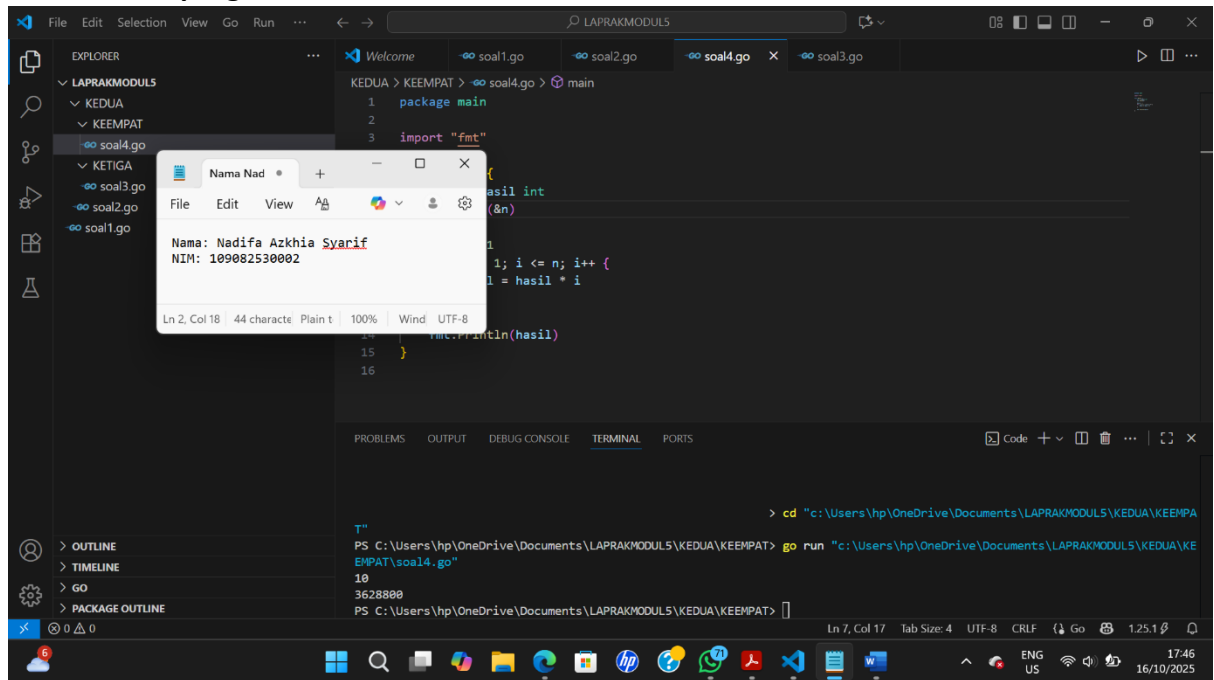 File Edit Selection View Go Run ··· LAPRAKMODUL5
EXPLORER ···
LAPRAKMODUL5
KEDUA
KEEMPAT
soal4.go
KETIGA
soal3.go
soal2.go
soal1.go
OUTLINE
TIMELINE
GO
PACKAGE OUTLINE
Welcome soal1.go soal2.go soal4.go soal3.go
KEDUA > KEEMPAT > soal4.go > main
1 package main
2
3 import "fmt"
{
asil int
(&n)
1
1; i <= n; i++ {
l = hasil * i
fmt.Println(hasil)
15 }
16
Nama Nad
File Edit View
Nama: Nadifa Azkhia Syarif
NIM: 109082530002
Ln 2, Col 18 44 characte Plain t 100% Wind UTF-8
PROBLEMS OUTPUT DEBUG CONSOLE TERMINAL PORTS Code
> cd "c:\Users\hp\OneDrive\Documents\LAPRAKMODUL5\KEDUA\KEEMPA
T"
PS C:\Users\hp\OneDrive\Documents\LAPRAKMODUL5\KEDUA\KEEMPAT> go run "c:\Users\hp\OneDrive\Documents\LAPRAKMODUL5\KEDUA\KE
EMPAT\soal4.go"
10
3628800
PS C:\Users\hp\OneDrive\Documents\LAPRAKMODUL5\KEDUA\KEEMPAT>
0 0 Ln 7, Col 17 Tab Size: 4 UTF-8 CRLF Go 1.25.1
6 hp 71 ENG 17:46
US 16/10/2025